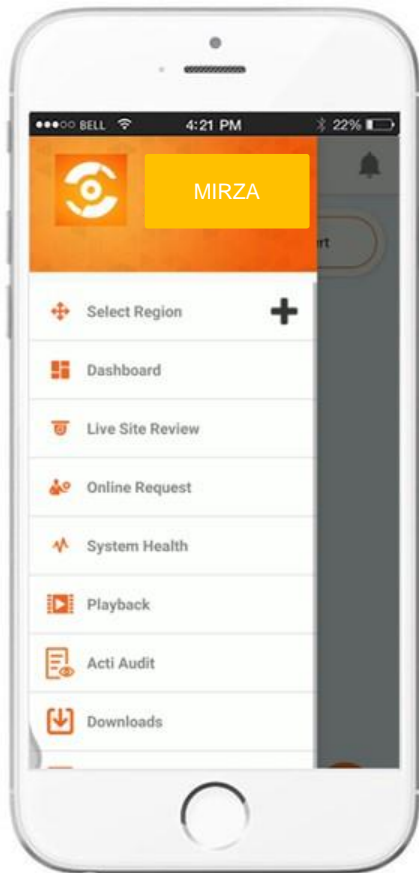 BELL 4:21 PM 22%
MIRZA
rt
Select Region
Dashboard
Live Site Review
Online Request
System Health
Playback
Acti Audit
Downloads